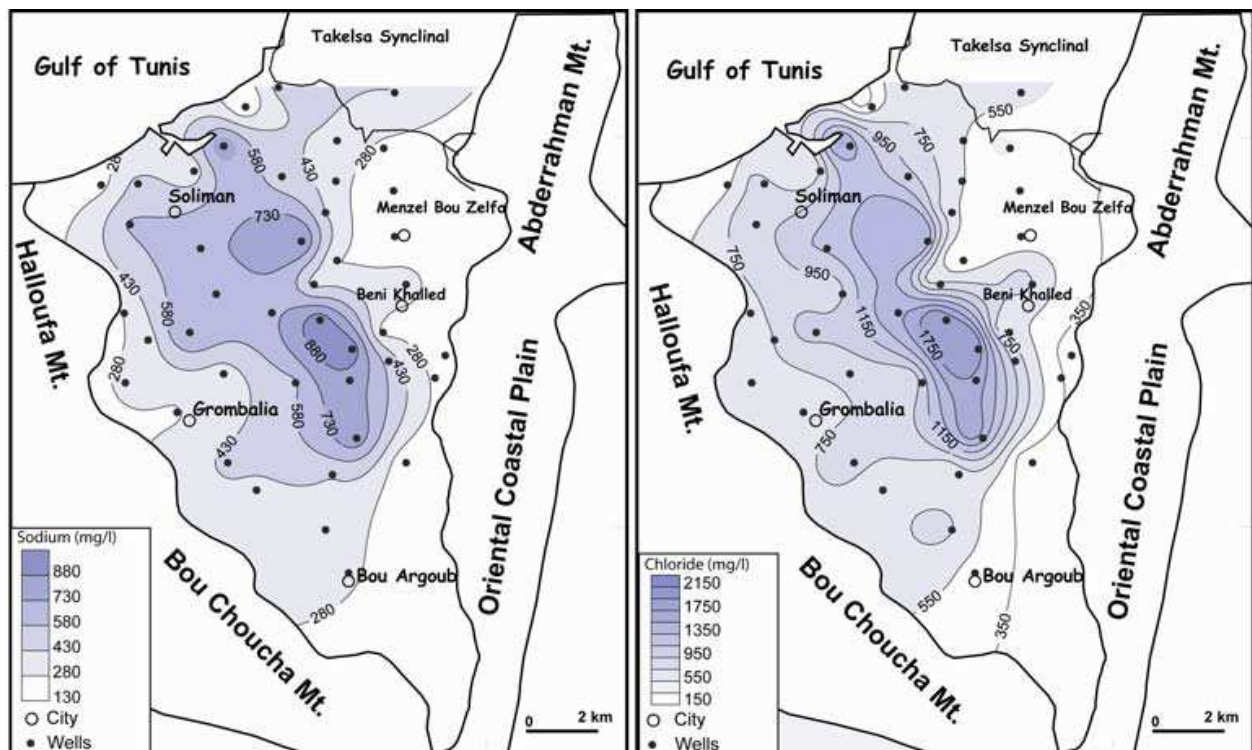 Takelsa Synclinal
Gulf of Tunis
Abderrahman Mt.
28
580
430
280
Soliman
730
Menzel Bou Zelfa
Halloufa Mt.
430
580
Beni Khalled
880
280
430
280
Grombalia
580
730
430
Oriental Coastal Plain
Bou Choucha Mt.
Bou Argoub
280
Sodium (mg/l)
880
730
580
430
280
130
City
Wells
0 2 km
Takelsa Synclinal
Gulf of Tunis
Abderrahman Mt.
550
950
750
Soliman
Menzel Bou Zelfa
Halloufa Mt.
750
950
Beni Khalled
350
1150
1750
750
Grombalia
1150
750
Oriental Coastal Plain
Bou Choucha Mt.
Bou Argoub
550
350
Chloride (mg/l)
2150
1750
1350
950
550
150
City
Wells
0 2 km